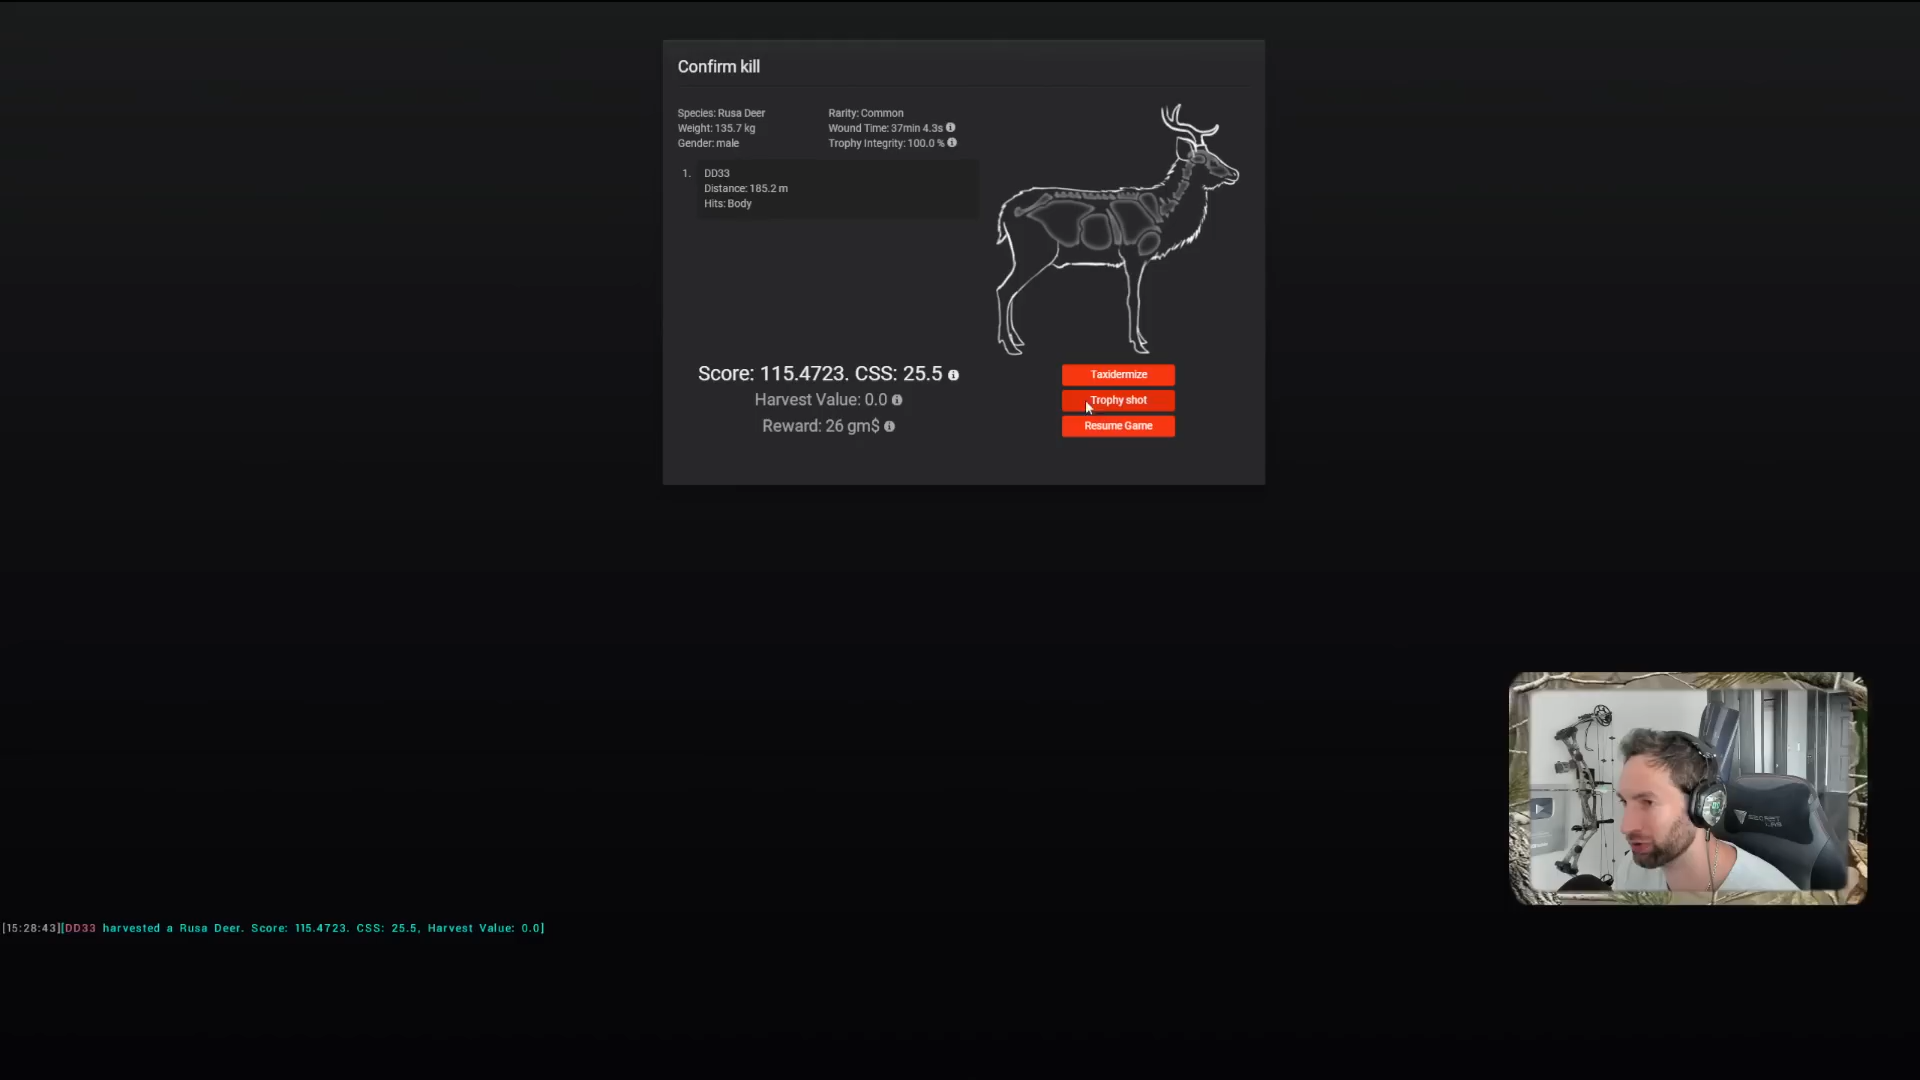 Confirm kill
Species: Rusa Deer
Weight: 135.7 kg
Gender: male
Rarity: Common
Wound Time: 37min 4.3s
Trophy Integrity: 100.0 %
1.
DD33
Distance: 185.2 m
Hits: Body
Score: 115.4723. CSS: 25.5
Harvest Value: 0.0
Reward: 26 gm$
Taxidermize
Trophy shot
Resume Game
[15:28:43][DD33 harvested a Rusa Deer. Score: 115.4723. CSS: 25.5, Harvest Value: 0.0]